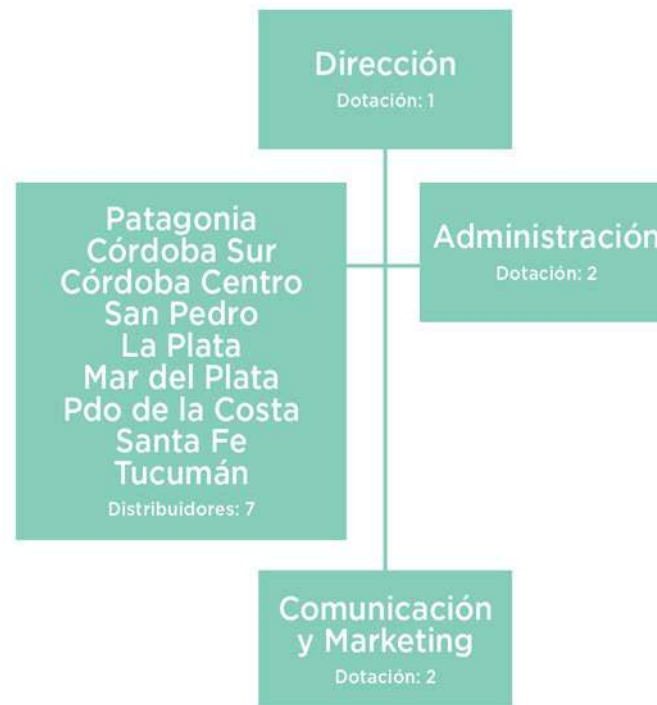 Dirección
Dotación: 1
Patagonia
Córdoba Sur
Córdoba Centro
San Pedro
La Plata
Mar del Plata
Pdo de la Costa
Santa Fe
Tucumán
Distribuidores: 7
Administración
Dotación: 2
Comunicación
y Marketing
Dotación: 2